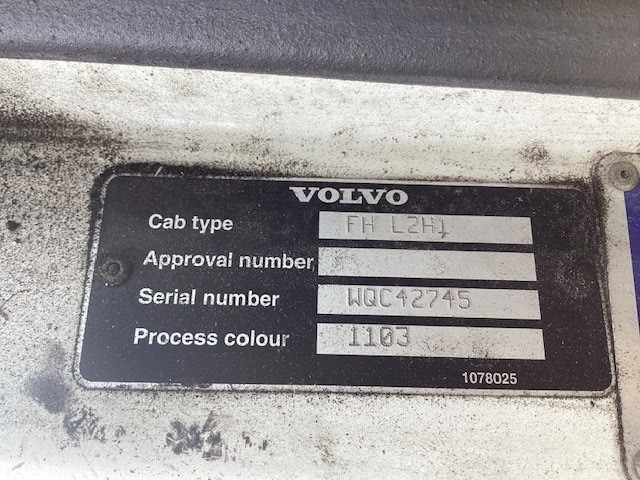 VOLVO
Cab type FH L2H1
Approval number
Serial number WQC42745
Process colour 1103
1078025